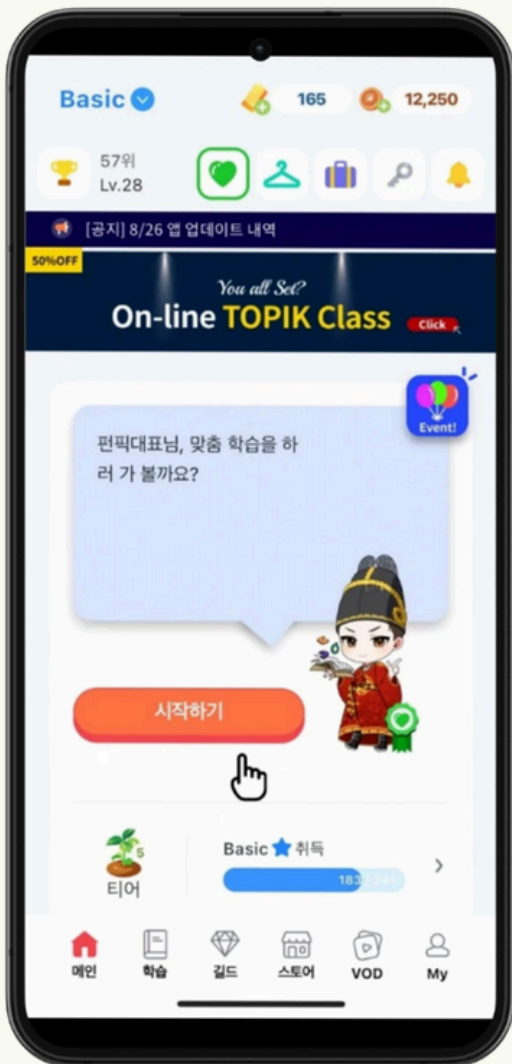 Basic
165
12,250
57위
Lv.28
[공지] 8/26 앱 업데이트 내역
50%OFF
You all Set?
On-line TOPIK Class
Click
Event!
펀픽대표님, 맞춤 학습을 하
러 가 볼까요?
시작하기
5
티어
Basic 취득
183 / 241
메인
학습
길드
스토어
VOD
My